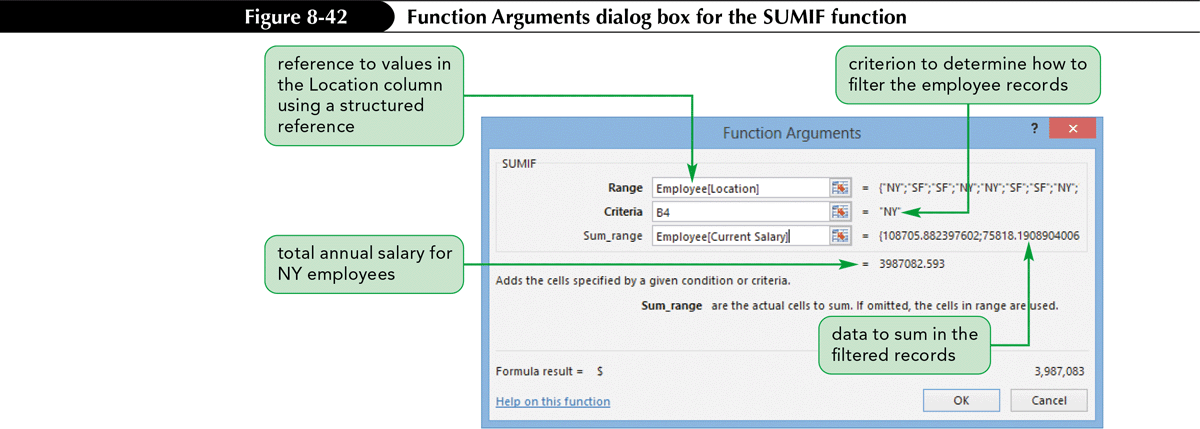 Figure 8-42 Function Arguments dialog box for the SUMIF function
reference to values in
the Location column
using a structured
reference
criterion to determine how to
filter the employee records
Function Arguments
?
SUMIF
Range Employee[Location] = {"NY";"SF";"SF";"NY";"NY";"SF";"SF";"NY";
Criteria B4 = "NY"
Sum_range Employee[Current Salary] = {108705.882397602;75818.1908904006
total annual salary for
NY employees
= 3987082.593
Adds the cells specified by a given condition or criteria.
Sum_range are the actual cells to sum. If omitted, the cells in range are used.
data to sum in the
filtered records
Formula result = $ 3,987,083
Help on this function
OK Cancel